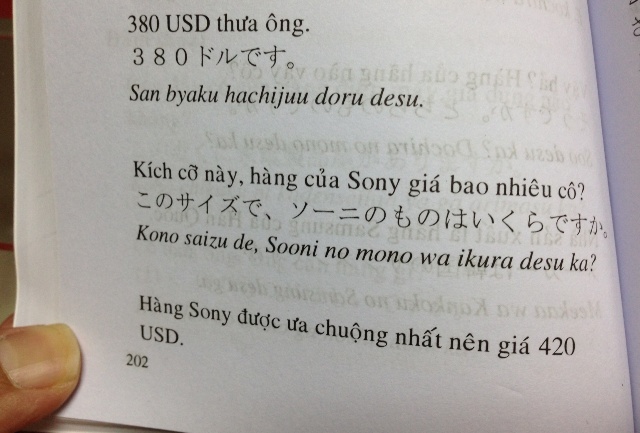 380 USD thưa ông.
３８０ドルです。
San byaku hachijuu doru desu.
Kích cỡ này, hàng của Sony giá bao nhiêu cô?
このサイズで、ソーニのものはいくらですか。
Kono saizu de, Sooni no mono wa ikura desu ka?
Hàng Sony được ưa chuộng nhất nên giá 420
USD.
202